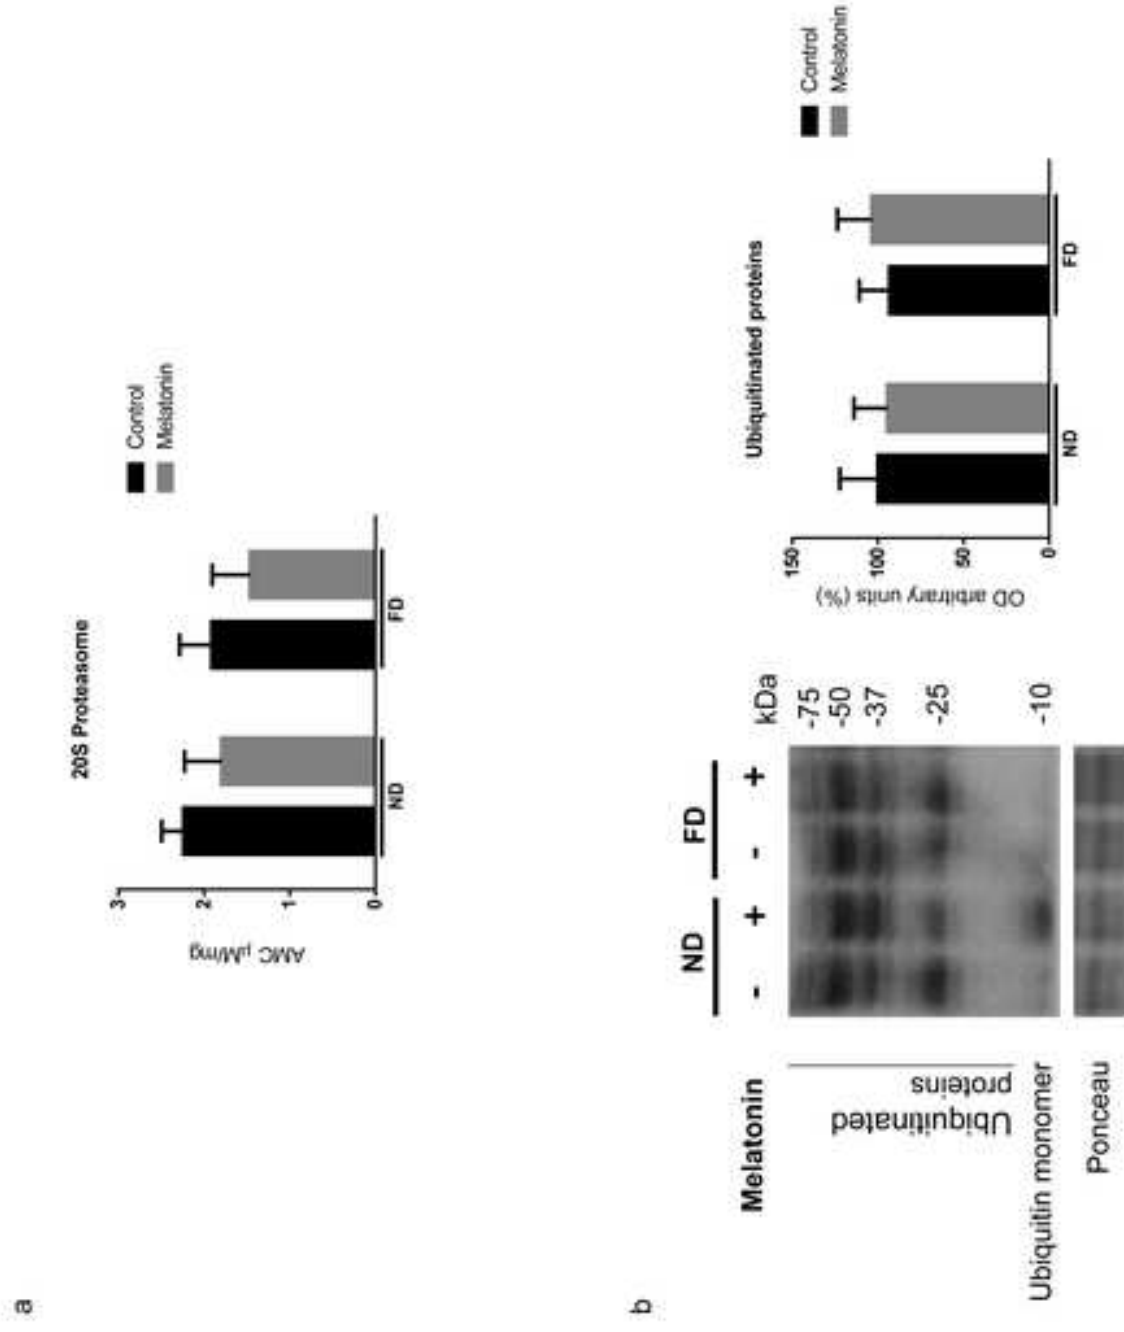 a
20S Proteasome
AMC µM/mg
3
2
1
0
ND
FD
Control
Melatonin
b
ND
FD
Melatonin
-
+
-
+
kDa
-75
-50
-37
-25
-10
Ubiquitinated
proteins
Ubiquitin monomer
Ponceau
Ubiquitinated proteins
OD arbitrary units (%)
150
100
50
0
ND
FD
Control
Melatonin